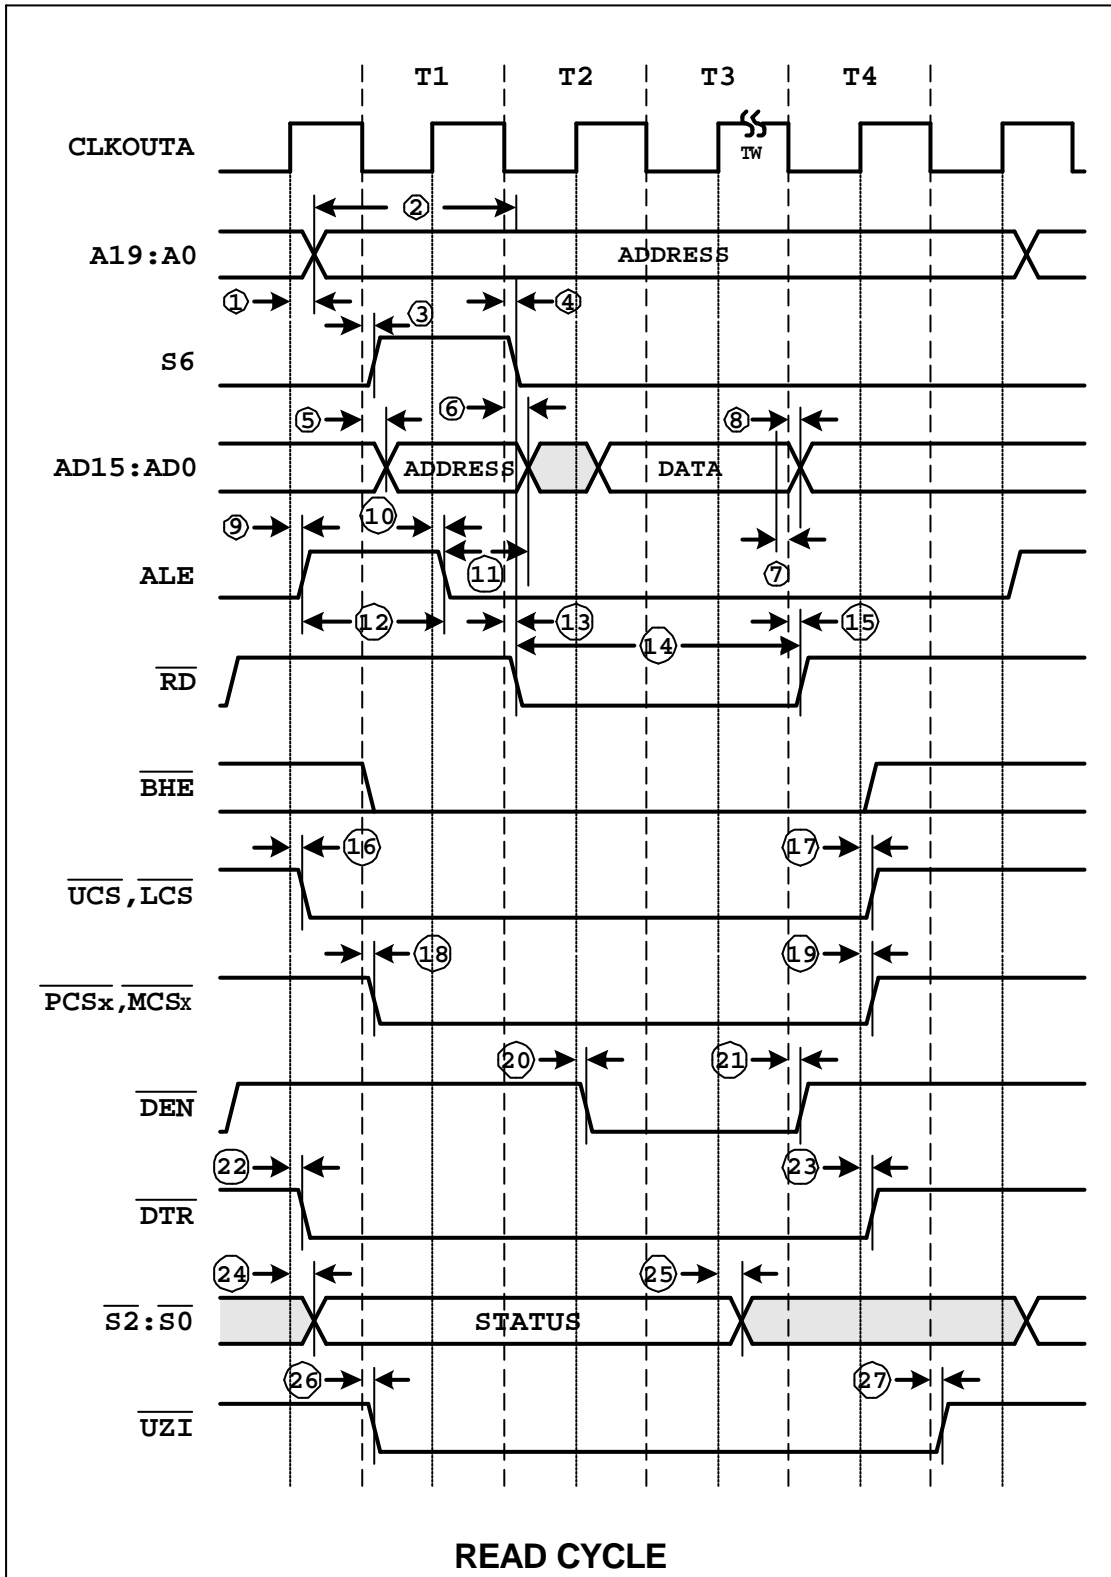 T1 T2 T3 T4
CLKOUTA
TW
2
A19:A0 ADDRESS
1 3 4
S6
5 6 8
AD15:AD0 ADDRESS DATA
9 10
ALE 11 7
12 13 15
14
RD
BHE
16 17
UCS,LCS
18 19
PCSx,MCSx
20 21
DEN
22 23
DTR
24 25
S2:S0 STATUS
26 27
UZI
READ CYCLE